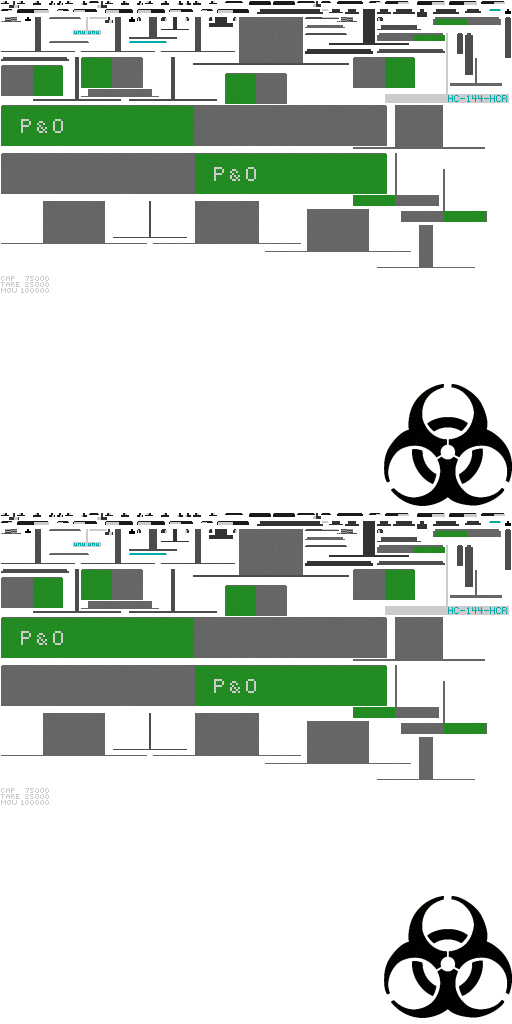 HC-144-HCR
P & O
P & O
CAP 75000
TARE 25000
MGW 100000
HC-144-HCR
P & O
P & O
CAP 75000
TARE 25000
MGW 100000